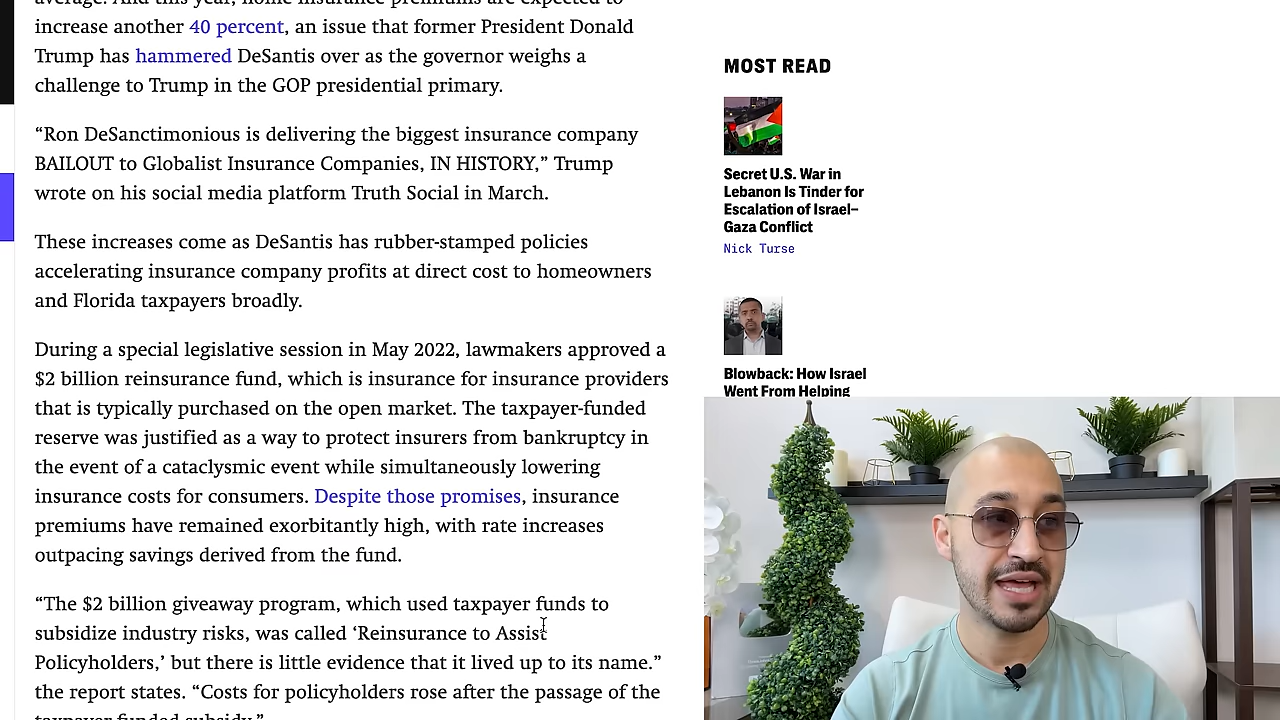 average. And this year, home insurance premiums are expected to
increase another 40 percent, an issue that former President Donald
Trump has hammered DeSantis over as the governor weighs a
challenge to Trump in the GOP presidential primary.
“Ron DeSanctimonious is delivering the biggest insurance company
BAILOUT to Globalist Insurance Companies, IN HISTORY,” Trump
wrote on his social media platform Truth Social in March.
These increases come as DeSantis has rubber-stamped policies
accelerating insurance company profits at direct cost to homeowners
and Florida taxpayers broadly.
During a special legislative session in May 2022, lawmakers approved a
$2 billion reinsurance fund, which is insurance for insurance providers
that is typically purchased on the open market. The taxpayer-funded
reserve was justified as a way to protect insurers from bankruptcy in
the event of a cataclysmic event while simultaneously lowering
insurance costs for consumers. Despite those promises, insurance
premiums have remained exorbitantly high, with rate increases
outpacing savings derived from the fund.
“The $2 billion giveaway program, which used taxpayer funds to
subsidize industry risks, was called ‘Reinsurance to Assist
Policyholders,’ but there is little evidence that it lived up to its name.”
the report states. “Costs for policyholders rose after the passage of the
taxpayer-funded subsidy.”
MOST READ
Secret U.S. War in
Lebanon Is Tinder for
Escalation of Israel–
Gaza Conflict
Nick Turse
Blowback: How Israel
Went From Helping